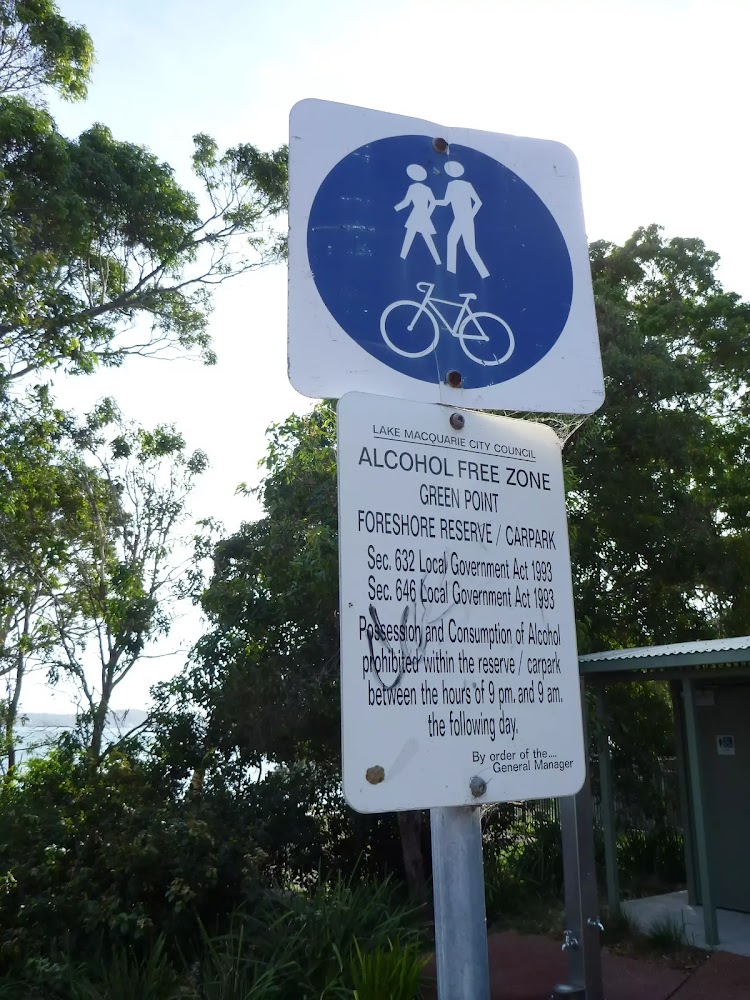 LAKE MACQUARIE CITY COUNCIL
ALCOHOL FREE ZONE
GREEN POINT
FORESHORE RESERVE / CARPARK
Sec. 632 Local Government Act 1993
Sec. 646 Local Government Act 1993
Possession and Consumption of Alcohol
prohibited within the reserve / carpark
between the hours of 9 pm. and 9 am.
the following day.
By order of the....
General Manager